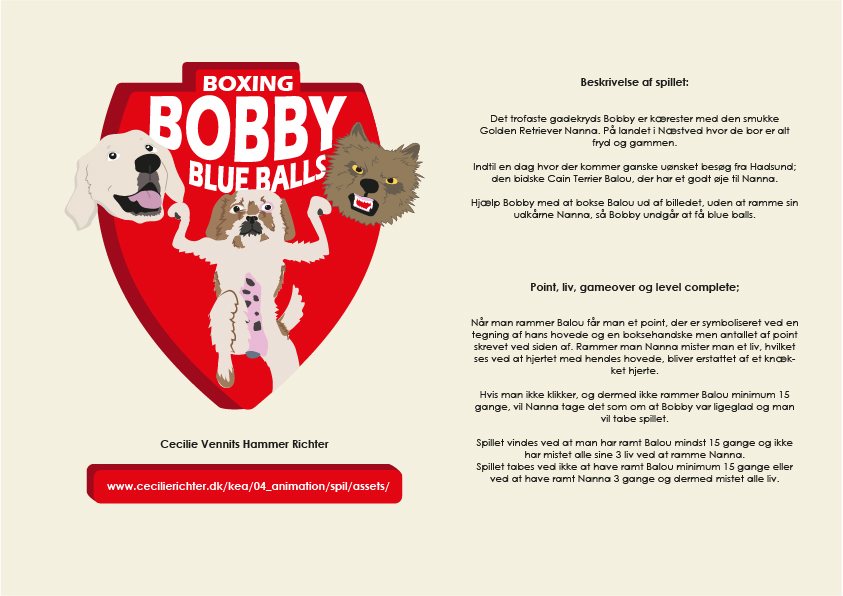 BOXING
BOBBY
BLUE BALLS
Cecilie Vennits Hammer Richter
www.cecilierichter.dk/kea/04_animation/spil/assets/
Beskrivelse af spillet:
Det trofaste gadekryds Bobby er kærester med den smukke
Golden Retriever Nanna. På landet i Næstved hvor de bor er alt
fryd og gammen.
Indtil en dag hvor der kommer ganske uønsket besøg fra Hadsund;
den bidske Cain Terrier Balou, der har et godt øje til Nanna.
Hjælp Bobby med at bokse Balou ud af billedet, uden at ramme sin
udkårne Nanna, så Bobby undgår at få blue balls.
Point, liv, gameover og level complete;
Når man rammer Balou får man et point, der er symboliseret ved en
tegning af hans hovede og en boksehandske men antallet af point
skrevet ved siden af. Rammer man Nanna mister man et liv, hvilket
ses ved at hjertet med hendes hovede, bliver erstattet af et knæk-
ket hjerte.
Hvis man ikke klikker, og dermed ikke rammer Balou minimum 15
gange, vil Nanna tage det som om at Bobby var ligeglad og man
vil tabe spillet.
Spillet vindes ved at man har ramt Balou mindst 15 gange og ikke
har mistet alle sine 3 liv ved at ramme Nanna.
Spillet tabes ved ikke at have ramt Balou minimum 15 gange eller
ved at have ramt Nanna 3 gange og dermed mistet alle liv.